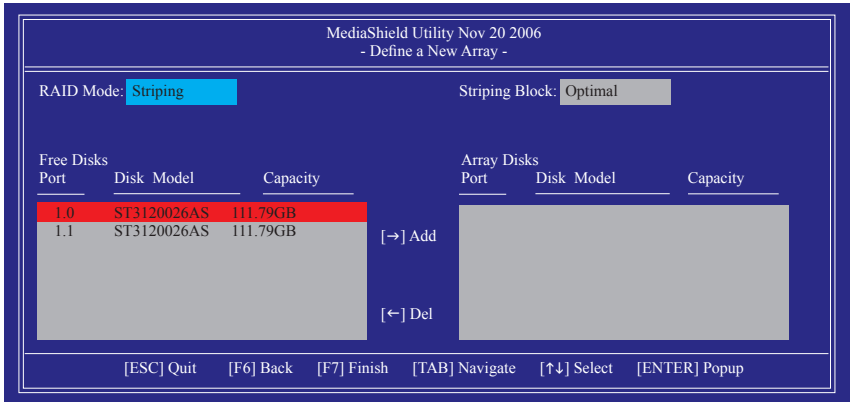 MediaShield Utility Nov 20 2006
- Define a New Array -
RAID Mode: Striping Striping Block: Optimal
Free Disks Array Disks
Port Disk Model Capacity Port Disk Model Capacity
1.0 ST3120026AS 111.79GB
1.1 ST3120026AS 111.79GB
[→] Add
[←] Del
[ESC] Quit [F6] Back [F7] Finish [TAB] Navigate [↑↓] Select [ENTER] Popup